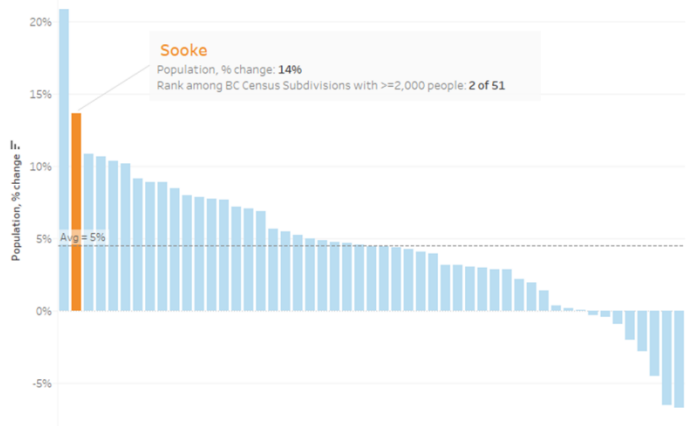 20%
Sooke
Population, % change: 14%
Rank among BC Census Subdivisions with >=2,000 people: 2 of 51
15%
Population, % change
10%
5%
Avg = 5%
0%
-5%